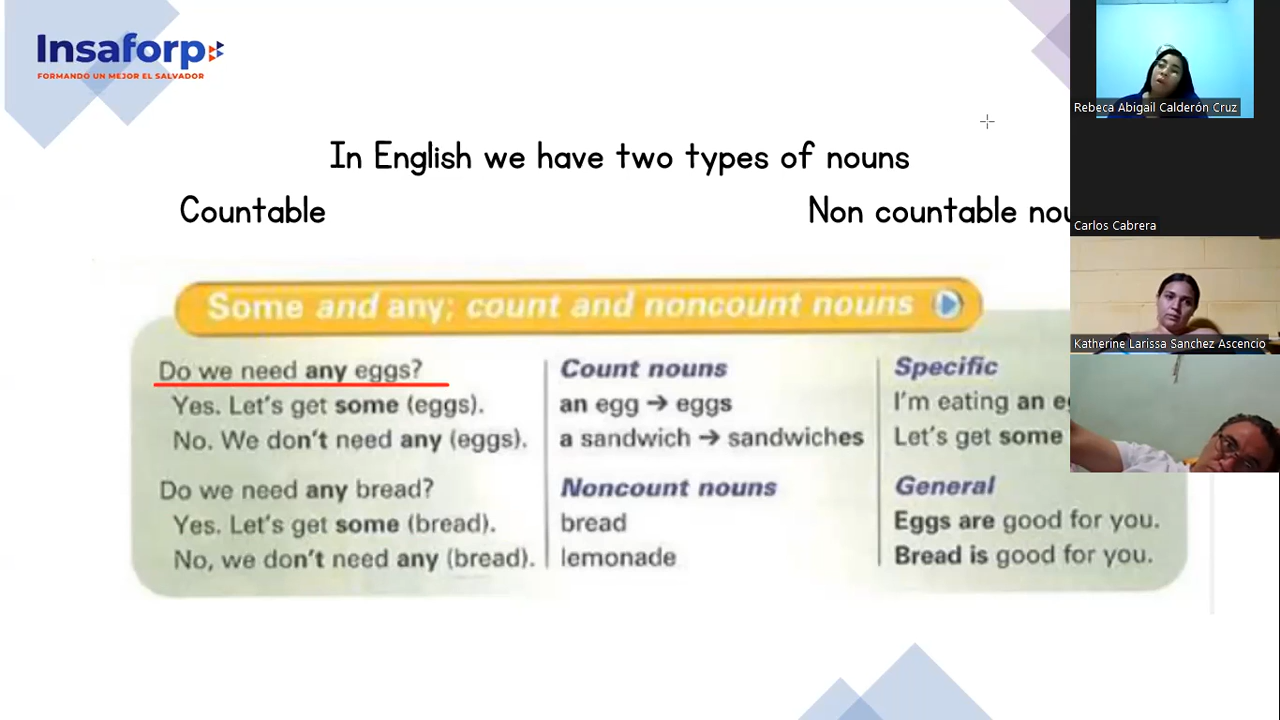 Insaforp
FORMANDO UN MEJOR EL SALVADOR
In English we have two types of nouns
Countable
Non countable
Some and any; count and noncount nouns
Do we need any eggs?
Yes. Let's get some (eggs).
No. We don't need any (eggs).
Do we need any bread?
Yes. Let's get some (bread).
No, we don't need any (bread).
Count nouns
an egg → eggs
a sandwich → sandwiches
Noncount nouns
bread
lemonade
Specific
I'm eating an
Let's get some
General
Eggs are good for you.
Bread is good for you.
Rebeca Abigail Calderón Cruz
Carlos Cabrera
Katherine Larissa Sanchez Ascencio